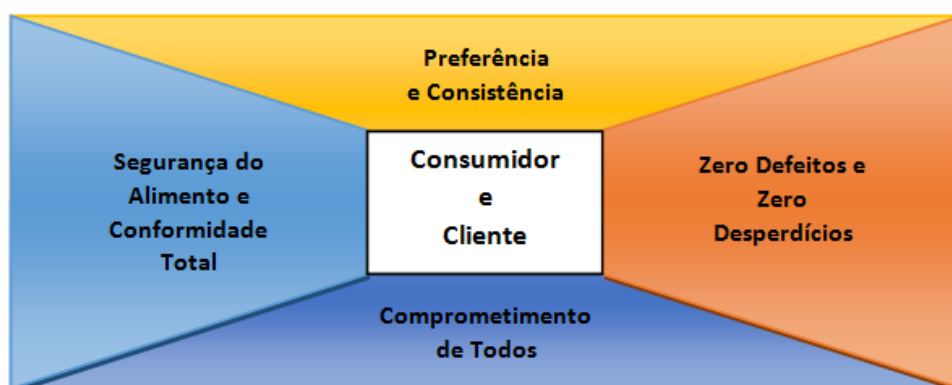 Preferência
e Consistência
Segurança do
Alimento e
Conformidade
Total
Consumidor
e
Cliente
Zero Defeitos e
Zero
Desperdícios
Comprometimento
de Todos